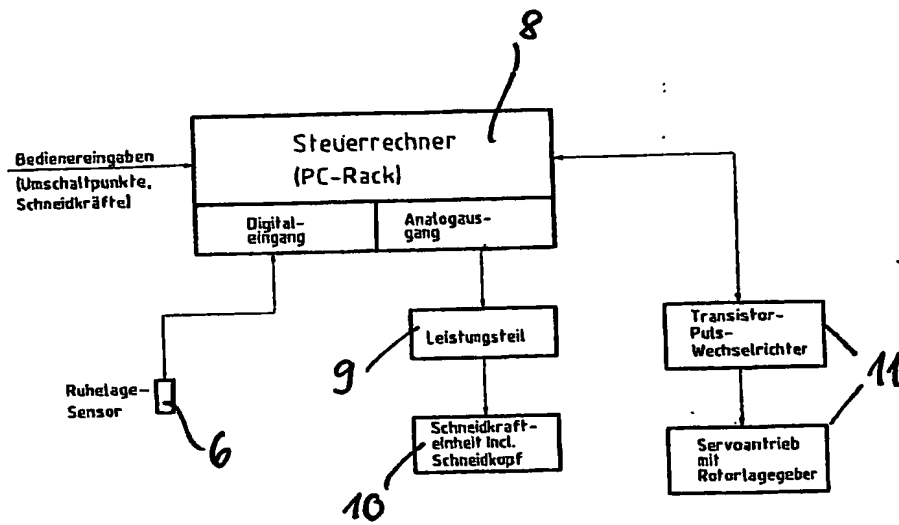 8
Steuerrechner
(PC-Rack)
Bedienereingaben
(Umschaltpunkte,
Schneidkräfte)
Digital-
eingang
Analogaus-
gang
Leistungsteil
9
Transistor-
Puls-
Wechselrichter
11
Ruhelage-
Sensor
6
Schneidkraft-
einheit Incl.
Schneidkopf
10
Servoantrieb
mit
Rotorlagegeber